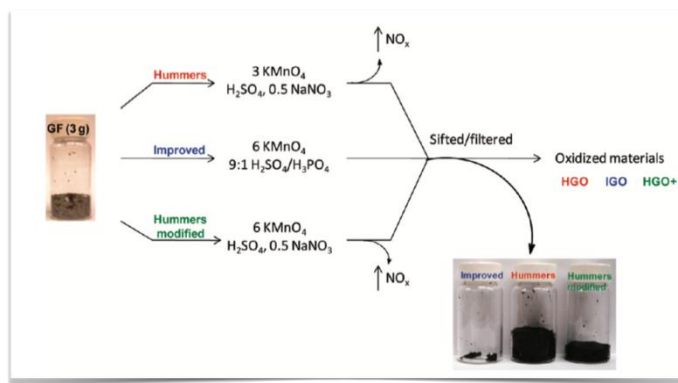 ↑ NOx
Hummers
3 KMnO4
H2SO4, 0.5 NaNO3
GF (3 g)
Improved
6 KMnO4
9:1 H2SO4/H3PO4
Sifted/filtered
Oxidized materials
HGO IGO HGO+
Hummers
modified
6 KMnO4
H2SO4, 0.5 NaNO3
↑ NOx
Improved Hummers Hummers
modified